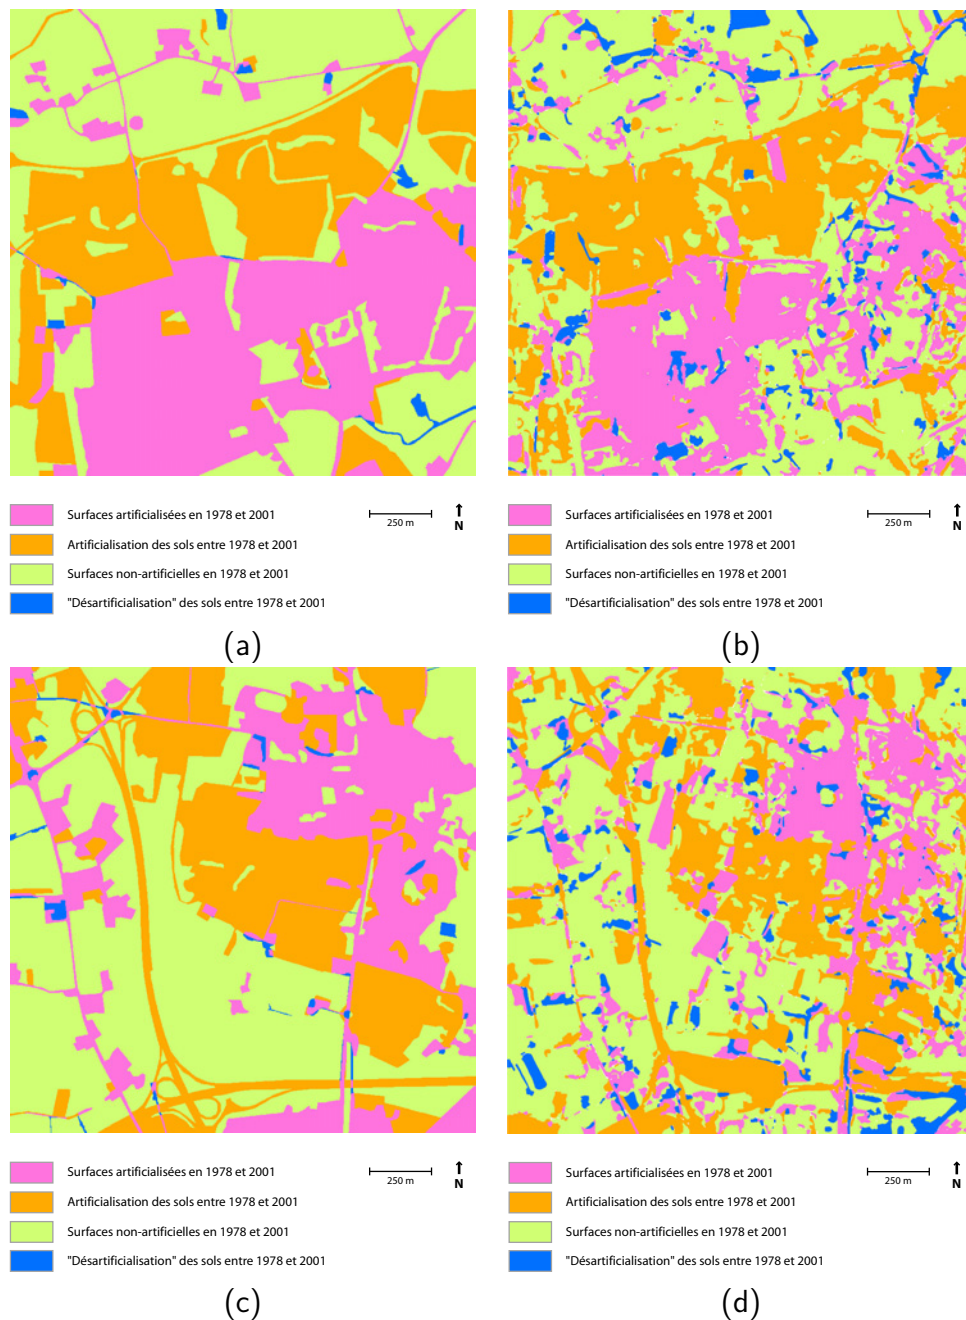 Surfaces artificialisées en 1978 et 2001
250 m
N
Artificialisation des sols entre 1978 et 2001
Surfaces non-artificielles en 1978 et 2001
"Désartificialisation" des sols entre 1978 et 2001
(a)
Surfaces artificialisées en 1978 et 2001
250 m
N
Artificialisation des sols entre 1978 et 2001
Surfaces non-artificielles en 1978 et 2001
"Désartificialisation" des sols entre 1978 et 2001
(b)
Surfaces artificialisées en 1978 et 2001
250 m
N
Artificialisation des sols entre 1978 et 2001
Surfaces non-artificielles en 1978 et 2001
"Désartificialisation" des sols entre 1978 et 2001
(c)
Surfaces artificialisées en 1978 et 2001
250 m
N
Artificialisation des sols entre 1978 et 2001
Surfaces non-artificielles en 1978 et 2001
"Désartificialisation" des sols entre 1978 et 2001
(d)